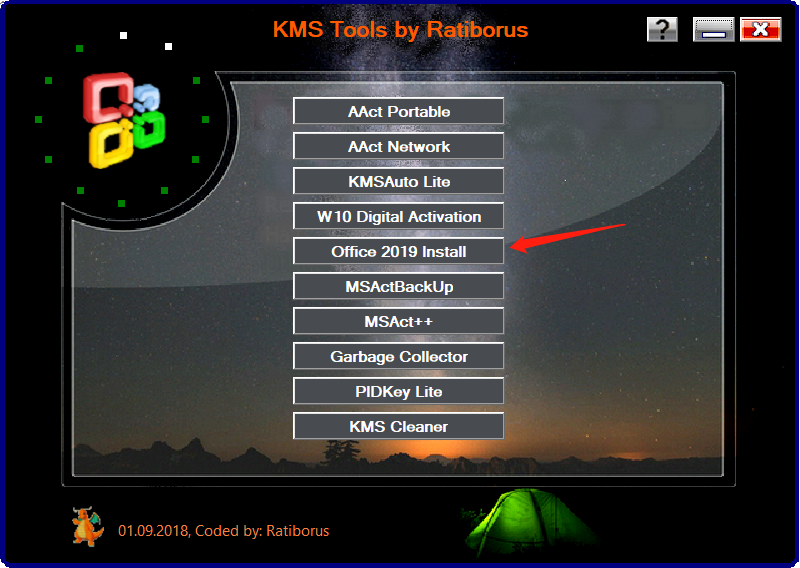 KMS Tools by Ratiborus
?
AAct Portable
AAct Network
KMSAuto Lite
W10 Digital Activation
Office 2019 Install
MSActBackUp
MSAct++
Garbage Collector
PIDKey Lite
KMS Cleaner
01.09.2018, Coded by: Ratiborus